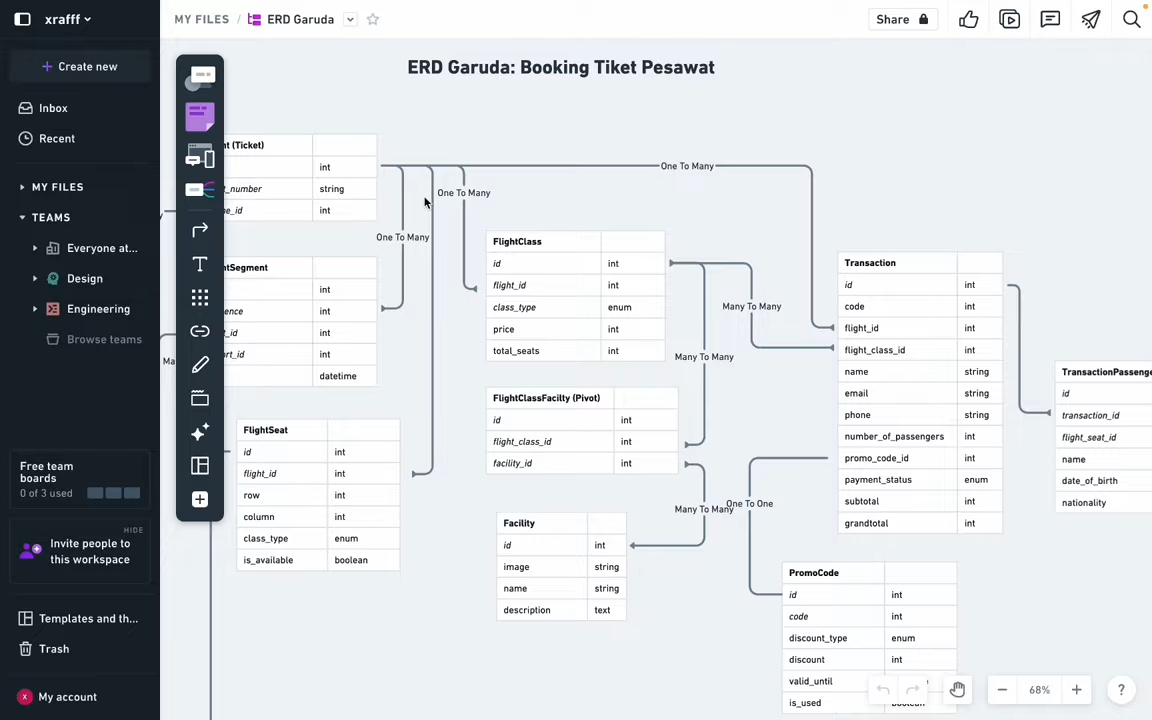 xrafff
MY FILES / ERD Garuda
Share
Create new
Inbox
Recent
MY FILES
TEAMS
Everyone at...
Design
Engineering
Browse teams
Free team
boards
0 of 3 used
HIDE
Invite people to
this workspace
Templates and th...
Trash
My account
ERD Garuda: Booking Tiket Pesawat
(Ticket)
int
_number string
int
int
int
int
int
datetime
FlightSeat
id int
flight_id int
row int
column int
class_type enum
is_available boolean
One To Many
One To Many
One To Many
FlightClass
id int
flight_id int
class_type enum
price int
total_seats int
Many To Many
Many To Many
FlightClassFacilty (Pivot)
id int
flight_class_id int
facility_id int
Many To Many
One To One
Facility
id int
image string
name string
description text
Transaction
id int
code int
flight_id int
flight_class_id int
name string
email string
phone string
number_of_passengers int
promo_code_id int
payment_status enum
subtotal int
grandtotal int
TransactionPassenge
id
transaction_id
flight_seat_id
name
date_of_birth
nationality
PromoCode
id int
code int
discount_type enum
discount int
valid_until
is_used boolean
68%
?